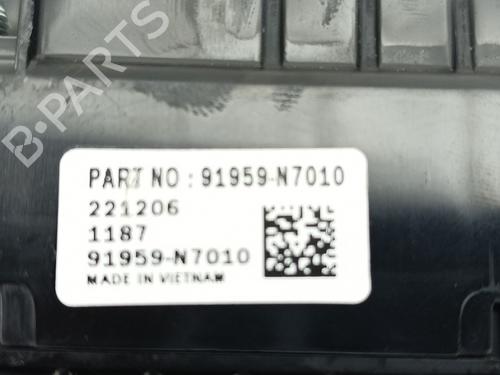 B-PARTS
PART NO : 91959-N7010
221206
1187
91959-N7010
MADE IN VIETNAM